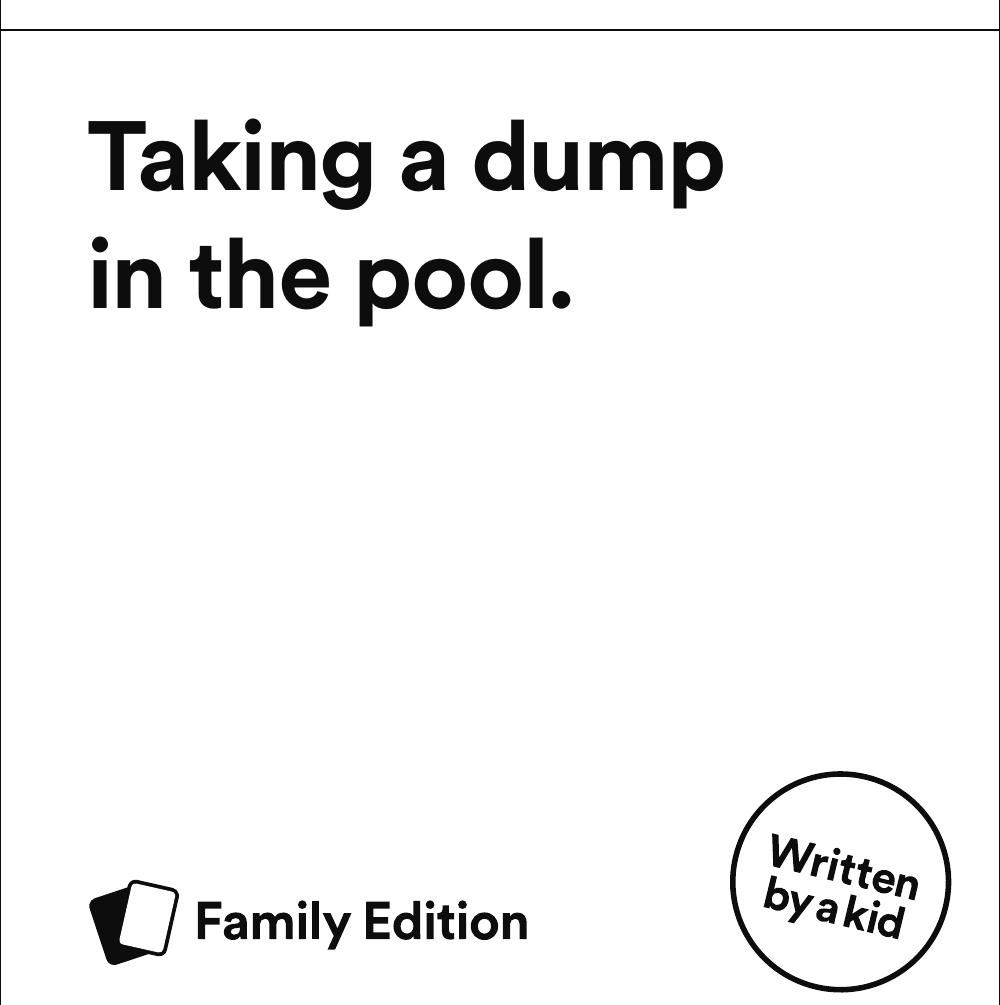 Taking a dump
in the pool.
Family Edition
Written
by a kid